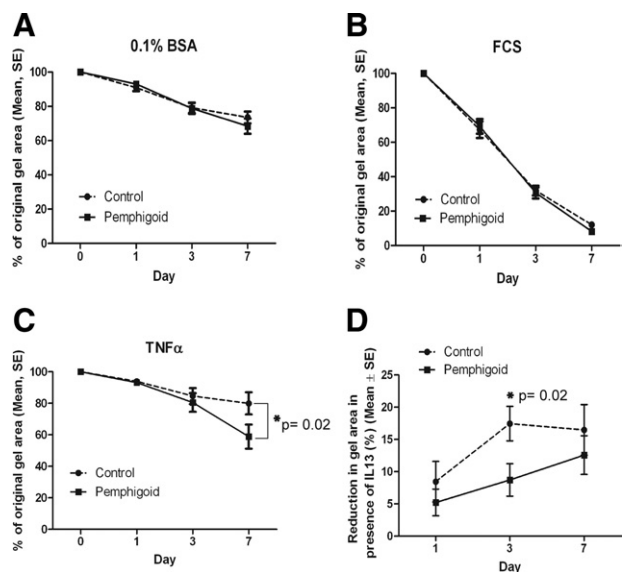 A
0.1% BSA
% of original gel area (Mean, SE)
100
80
60
40
20
0
Control
Pemphigoid
0
1
3
7
Day
B
FCS
% of original gel area (Mean, SE)
100
80
60
40
20
0
Control
Pemphigoid
0
1
3
7
Day
C
TNFα
% of original gel area (Mean, SE)
100
80
60
40
20
0
*
p= 0.02
Control
Pemphigoid
0
1
3
7
Day
D
Control
Pemphigoid
Reduction in gel area in
presence of IL13 (%) (Mean ± SE)
25
20
15
10
5
0
* p= 0.02
1
3
7
Day